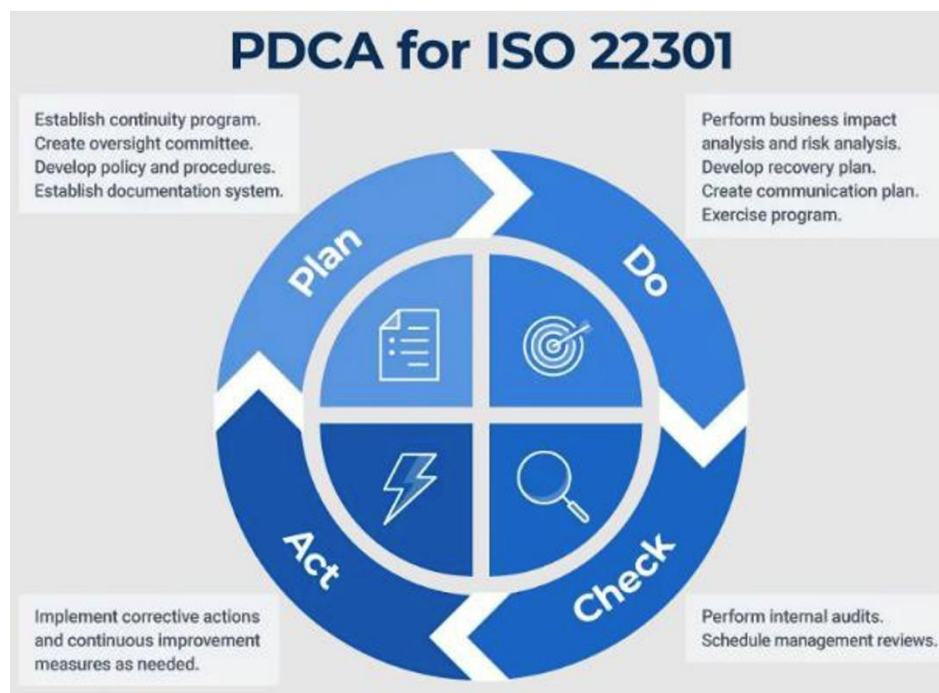 PDCA for ISO 22301
Establish continuity program.
Create oversight committee.
Develop policy and procedures.
Establish documentation system.
Perform business impact
analysis and risk analysis.
Develop recovery plan.
Create communication plan.
Exercise program.
Plan
Do
Act
Check
Implement corrective actions
and continuous improvement
measures as needed.
Perform internal audits.
Schedule management reviews.